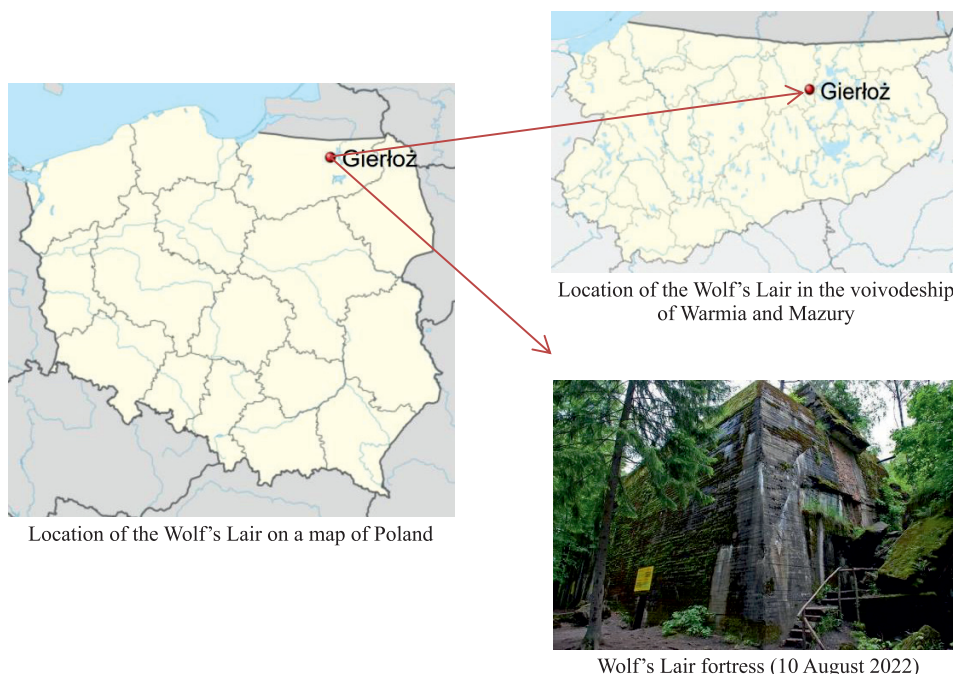 Gierłoż
Location of the Wolf's Lair on a map of Poland
Gierłoż
Location of the Wolf's Lair in the voivodeship
of Warmia and Mazury
Wolf's Lair fortress (10 August 2022)